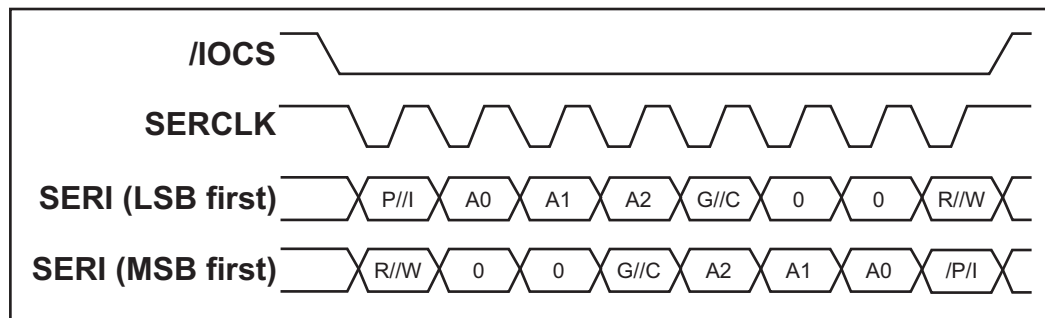 /IOCS
SERCLK
SERI (LSB first) P//I A0 A1 A2 G//C 0 0 R//W
SERI (MSB first) R//W 0 0 G//C A2 A1 A0 /P/I